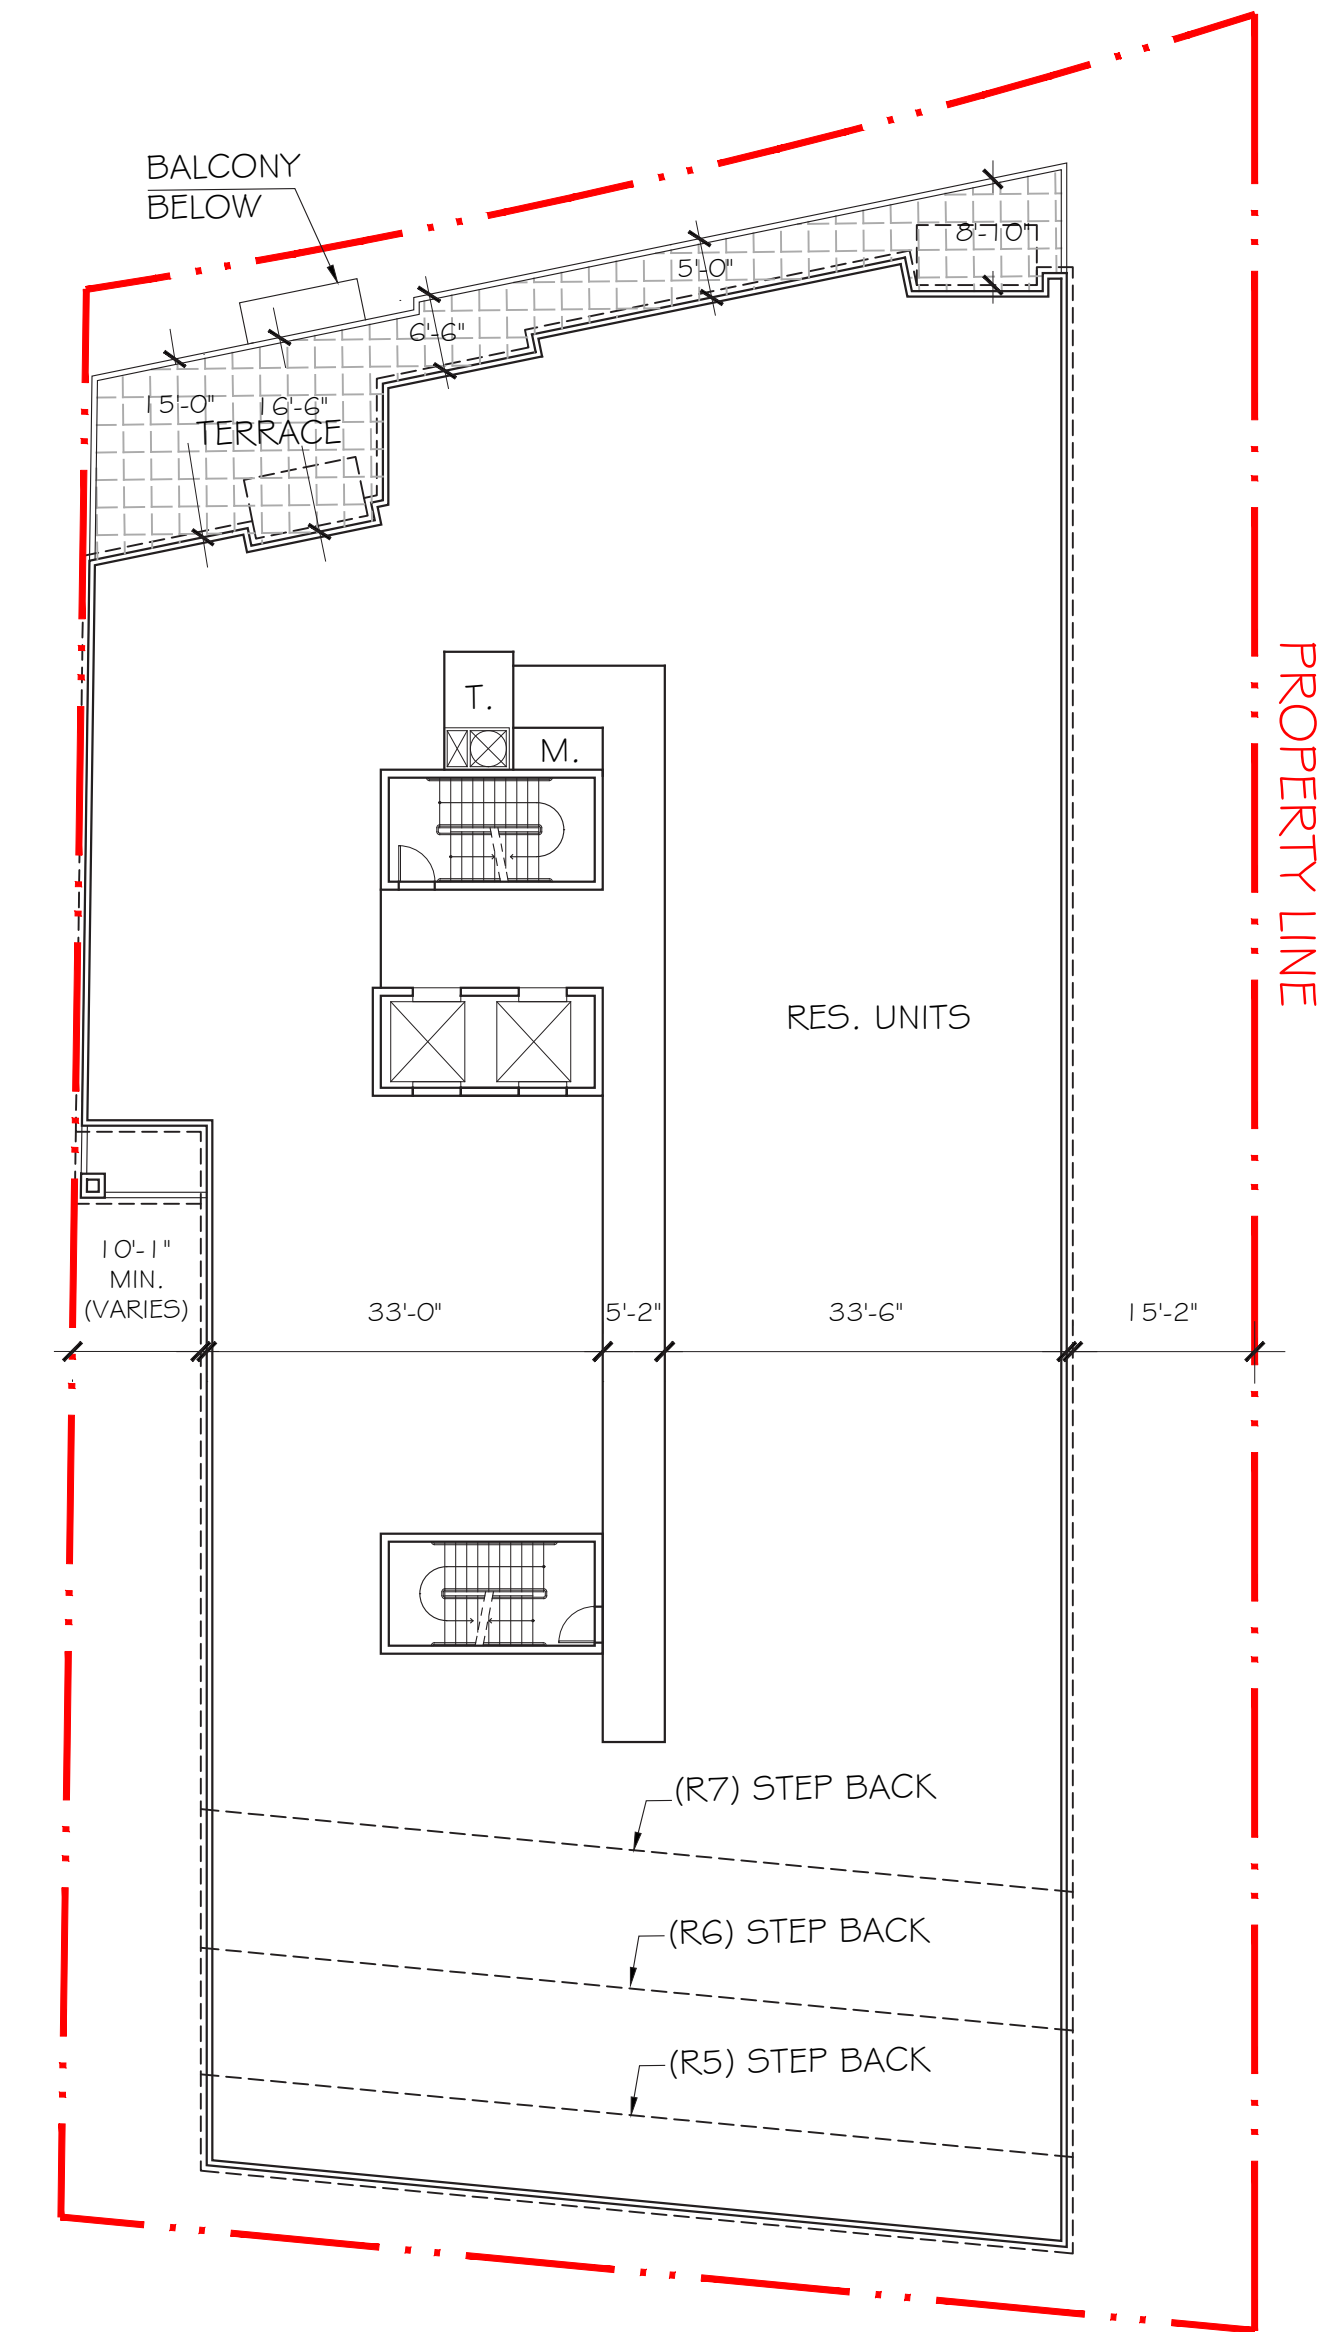 BALCONY
BELOW
8'-10"
5'-0"
6'-6"
15'-0"
16'-6"
TERRACE
T.
M.
PROPERTY LINE
RES. UNITS
10'-1"
MIN.
(VARIES)
33'-0"
5'-2"
33'-6"
15'-2"
(R7) STEP BACK
(R6) STEP BACK
(R5) STEP BACK